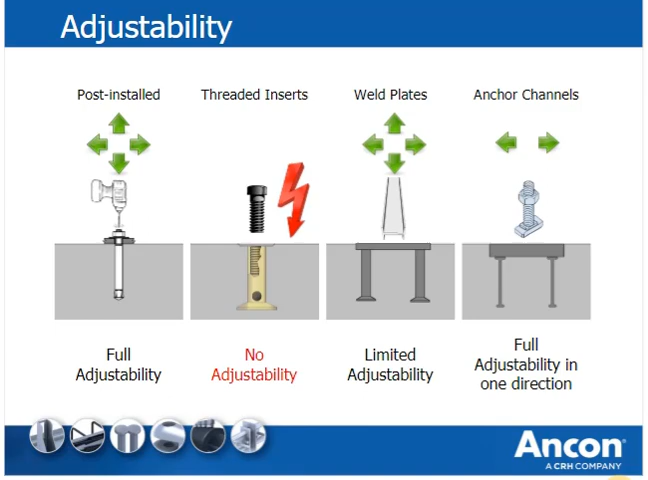 Adjustability
Post-installed
Threaded Inserts
Weld Plates
Anchor Channels
Full
Adjustability
No
Adjustability
Limited
Adjustability
Full
Adjustability in
one direction
Ancon®
A CRH COMPANY